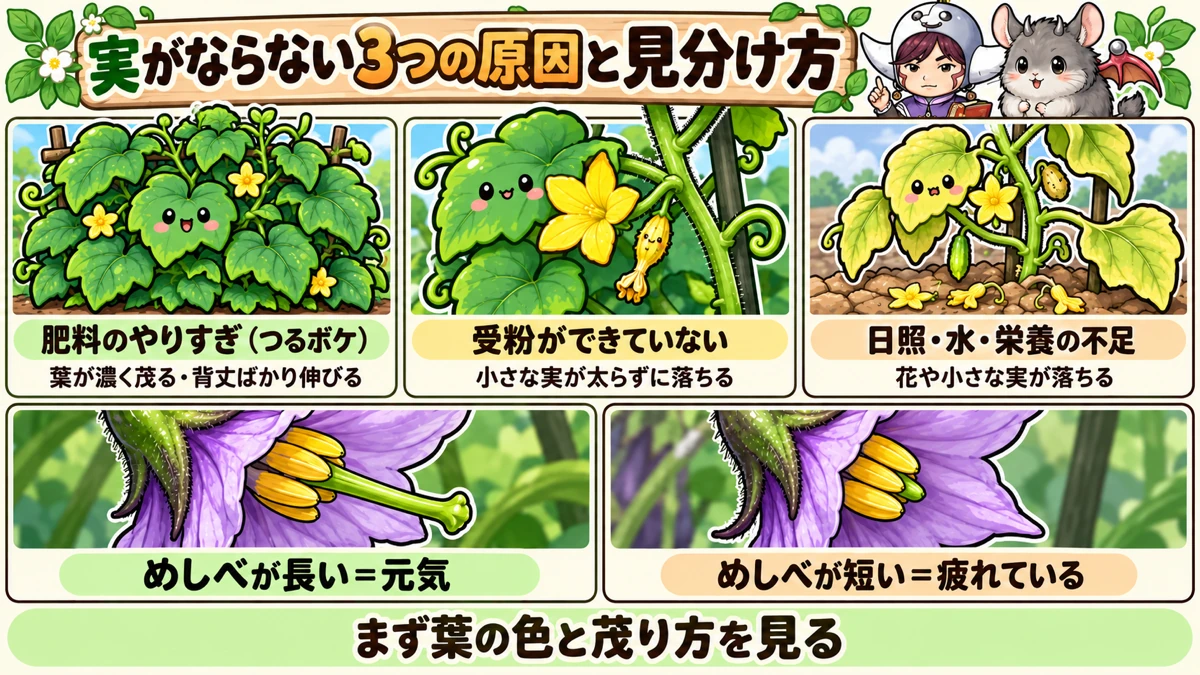 実がならない3つの原因と見分け方
肥料のやりすぎ(つるボケ)
葉が濃く茂る・背丈ばかり伸びる
受粉ができていない
小さな実が太らずに落ちる
日照・水・栄養の不足
花や小さな実が落ちる
めしべが長い=元気
めしべが短い=疲れている
まず葉の色と茂り方を見る